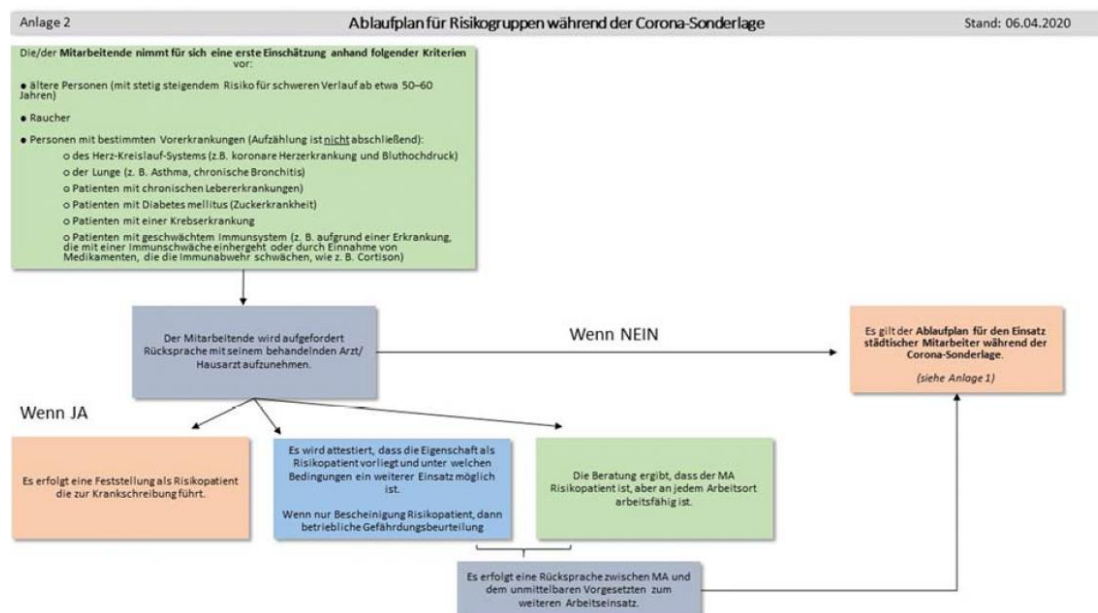 Anlage 2
Ablaufplan für Risikogruppen während der Corona-Sonderlage
Stand: 06.04.2020
Die/der Mitarbeitende nimmt für sich eine erste Einschätzung anhand folgender Kriterien
vor:
● ältere Personen (mit stetig steigendem Risiko für schweren Verlauf ab etwa 50–60
Jahren)
● Raucher
● Personen mit bestimmten Vorerkrankungen (Aufzählung ist nicht abschließend):
o des Herz-Kreislauf-Systems (z.B. koronare Herzerkrankung und Bluthochdruck)
o der Lunge (z. B. Asthma, chronische Bronchitis)
o Patienten mit chronischen Lebererkrankungen)
o Patienten mit Diabetes mellitus (Zuckerkrankheit)
o Patienten mit einer Krebserkrankung
o Patienten mit geschwächtem Immunsystem (z. B. aufgrund einer Erkrankung,
die mit einer Immunschwäche einhergeht oder durch Einnahme von
Medikamenten, die die Immunabwehr schwächen, wie z. B. Cortison)
Der Mitarbeitende wird aufgefordert
Rücksprache mit seinem behandelnden Arzt/
Hausarzt aufzunehmen.
Wenn NEIN
Es gilt der Ablaufplan für den Einsatz
städtischer Mitarbeiter während der
Corona-Sonderlage.
(siehe Anlage 1)
Wenn JA
Es erfolgt eine Feststellung als Risikopatient
die zur Krankschreibung führt.
Es wird attestiert, dass die Eigenschaft als
Risikopatient vorliegt und unter welchen
Bedingungen ein weiterer Einsatz möglich
ist.
Wenn nur Bescheinigung Risikopatient, dann
betriebliche Gefährdungsbeurteilung
Die Beratung ergibt, dass der MA
Risikopatient ist, aber an jedem Arbeitsort
arbeitsfähig ist.
Es erfolgt eine Rücksprache zwischen MA und
dem unmittelbaren Vorgesetzten zum
weiteren Arbeitseinsatz.